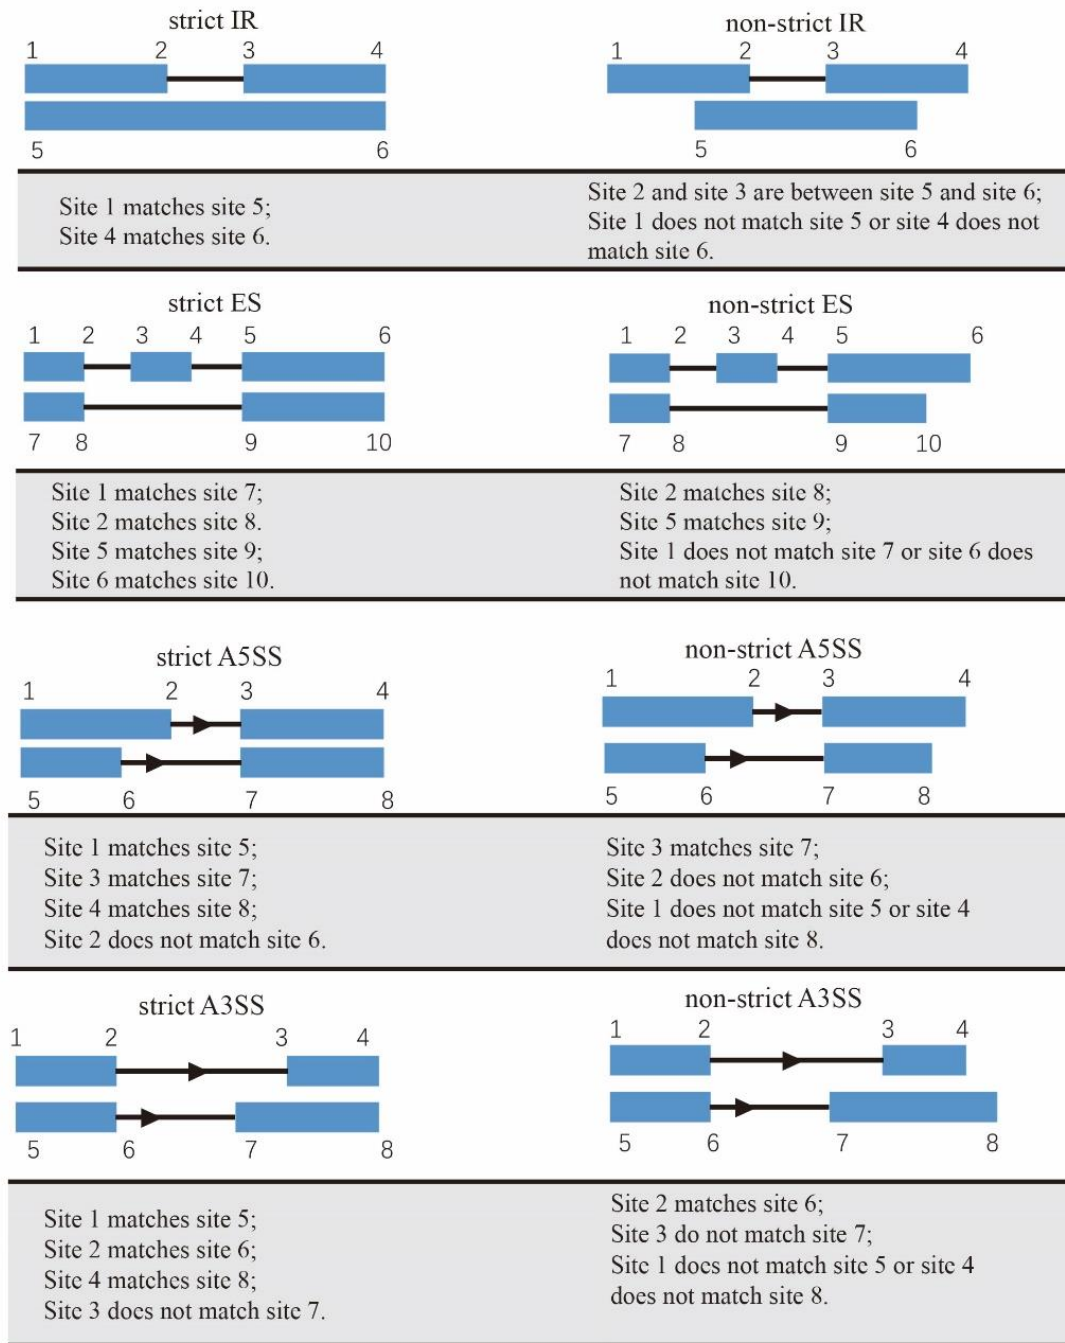 strict IR
1 2 3 4
5 6
Site 1 matches site 5;
Site 4 matches site 6.
non-strict IR
1 2 3 4
5 6
Site 2 and site 3 are between site 5 and site 6;
Site 1 does not match site 5 or site 4 does not
match site 6.
strict ES
1 2 3 4 5 6
7 8 9 10
Site 1 matches site 7;
Site 2 matches site 8.
Site 5 matches site 9;
Site 6 matches site 10.
non-strict ES
1 2 3 4 5 6
7 8 9 10
Site 2 matches site 8;
Site 5 matches site 9;
Site 1 does not match site 7 or site 6 does
not match site 10.
strict A5SS
1 2 3 4
5 6 7 8
Site 1 matches site 5;
Site 3 matches site 7;
Site 4 matches site 8;
Site 2 does not match site 6.
non-strict A5SS
1 2 3 4
5 6 7 8
Site 3 matches site 7;
Site 2 does not match site 6;
Site 1 does not match site 5 or site 4
does not match site 8.
strict A3SS
1 2 3 4
5 6 7 8
Site 1 matches site 5;
Site 2 matches site 6;
Site 4 matches site 8;
Site 3 does not match site 7.
non-strict A3SS
1 2 3 4
5 6 7 8
Site 2 matches site 6;
Site 3 do not match site 7;
Site 1 does not match site 5 or site 4
does not match site 8.